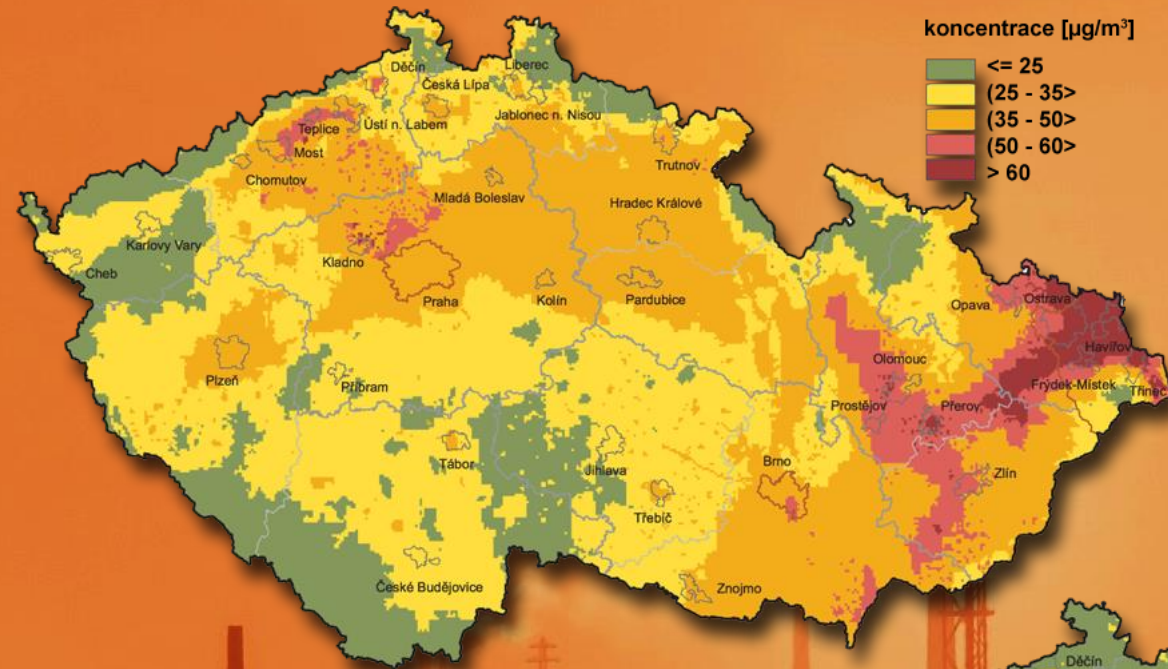 koncentrace [µg/m³]
<= 25
(25 - 35>
(35 - 50>
(50 - 60>
> 60
Děčín
Liberec
Česká Lípa
Jablonec n. Nisou
Ústí n. Labem
Teplice
Most
Trutnov
Chomutov
Mladá Boleslav
Hradec Králové
Karlovy Vary
Kladno
Cheb
Praha
Kolín
Pardubice
Opava
Ostrava
Havířov
Olomouc
Plzeň
Příbram
Frýdek-Místek
Třinec
Prostějov
Přerov
Tábor
Jihlava
Brno
Zlín
Třebíč
České Budějovice
Znojmo
Děčín